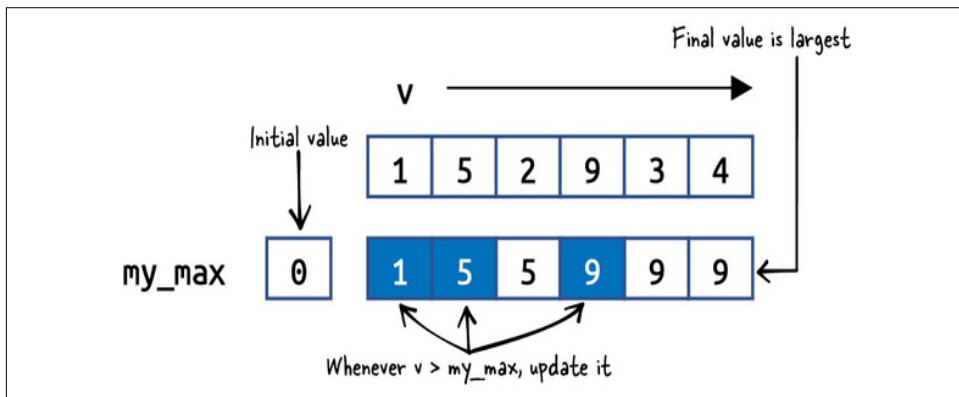 Final value is largest
v
Initial value
1 5 2 9 3 4
my_max 0 1 5 5 9 9 9
Whenever v > my_max, update it